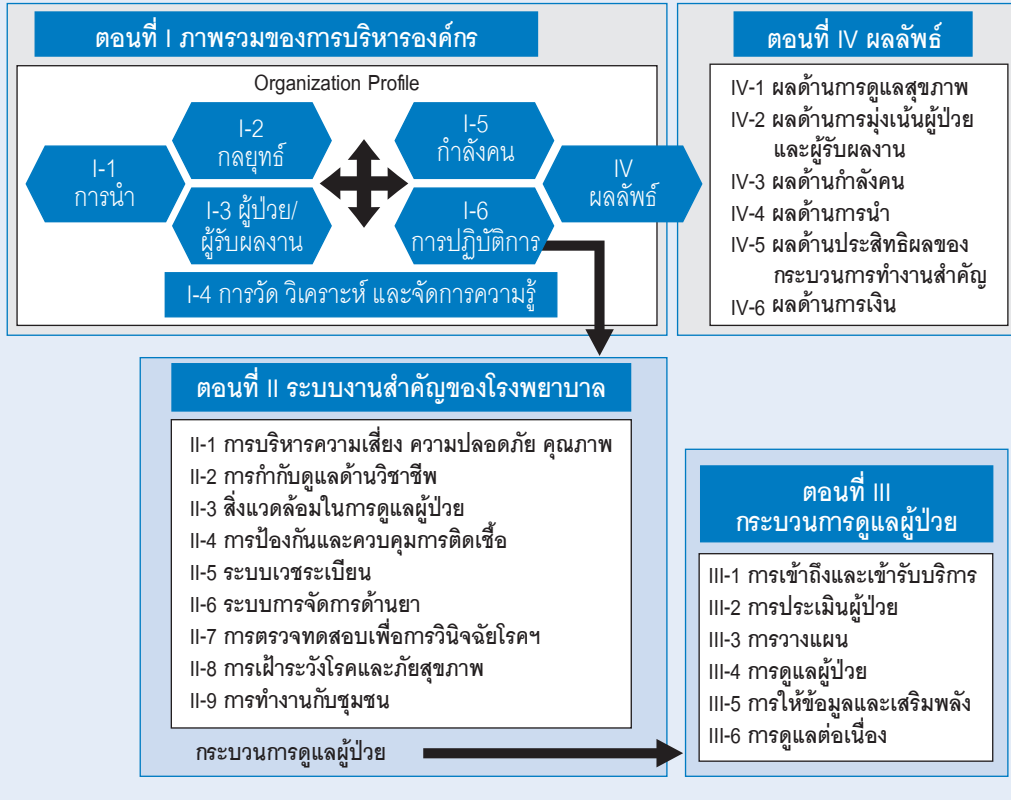 ตอนที่ I ภาพรวมของการบริหารองค์กร
Organization Profile
I-1
การนำ
I-2
กลยุทธ์
I-3 ผู้ป่วย/
ผู้รับผลงาน
I-5
กำลังคน
I-6
การปฏิบัติการ
IV
ผลลัพธ์
I-4 การวัด วิเคราะห์ และจัดการความรู้
ตอนที่ IV ผลลัพธ์
IV-1 ผลด้านการดูแลสุขภาพ
IV-2 ผลด้านการมุ่งเน้นผู้ป่วย
และผู้รับผลงาน
IV-3 ผลด้านกำลังคน
IV-4 ผลด้านการนำ
IV-5 ผลด้านประสิทธิผลของ
กระบวนการทำงานสำคัญ
IV-6 ผลด้านการเงิน
ตอนที่ II ระบบงานสำคัญของโรงพยาบาล
II-1 การบริหารความเสี่ยง ความปลอดภัย คุณภาพ
II-2 การกำกับดูแลด้านวิชาชีพ
II-3 สิ่งแวดล้อมในการดูแลผู้ป่วย
II-4 การป้องกันและควบคุมการติดเชื้อ
II-5 ระบบเวชระเบียน
II-6 ระบบการจัดการด้านยา
II-7 การตรวจทดสอบเพื่อการวินิจฉัยโรคฯ
II-8 การเฝ้าระวังโรคและภัยสุขภาพ
II-9 การทำงานกับชุมชน
กระบวนการดูแลผู้ป่วย
ตอนที่ III
กระบวนการดูแลผู้ป่วย
III-1 การเข้าถึงและเข้ารับบริการ
III-2 การประเมินผู้ป่วย
III-3 การวางแผน
III-4 การดูแลผู้ป่วย
III-5 การให้ข้อมูลและเสริมพลัง
III-6 การดูแลต่อเนื่อง